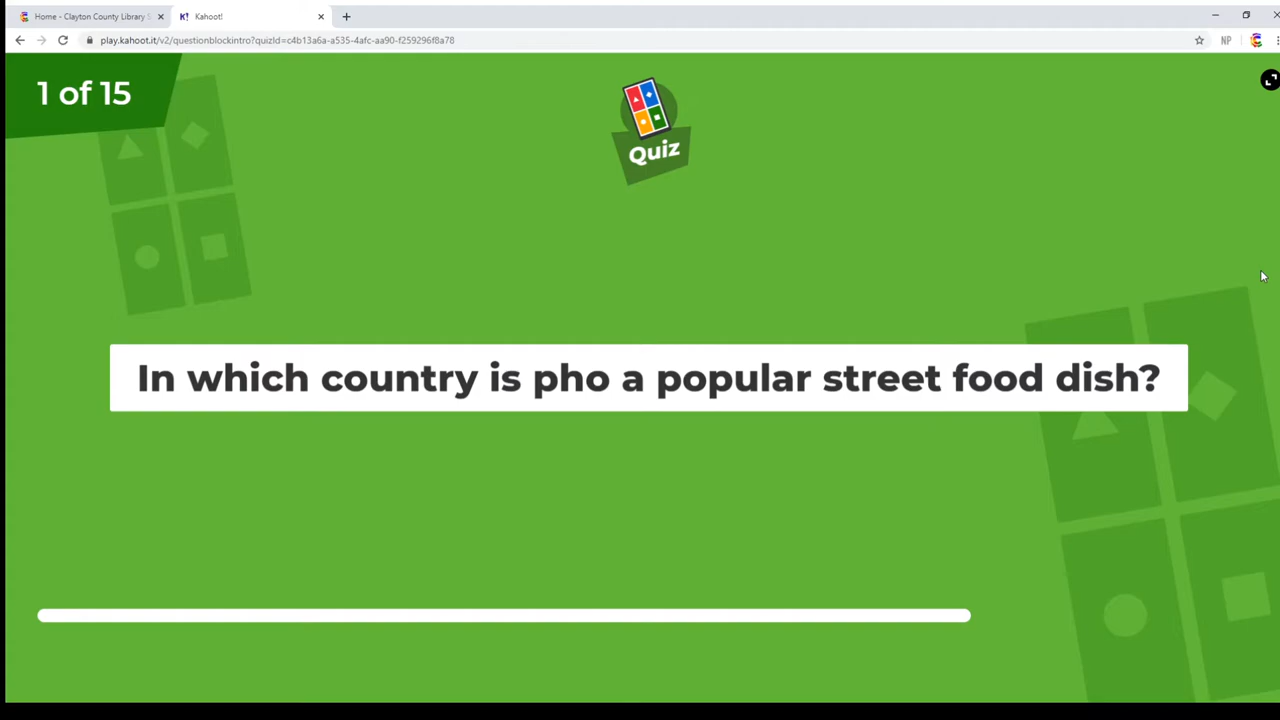 Home - Clayton County Library S
Kahoot!
play.kahoot.it/v2/questionblockintro?quizId=c4b13a6a-a535-4afc-aa90-f259296f8a78
NP
1 of 15
Quiz
In which country is pho a popular street food dish?